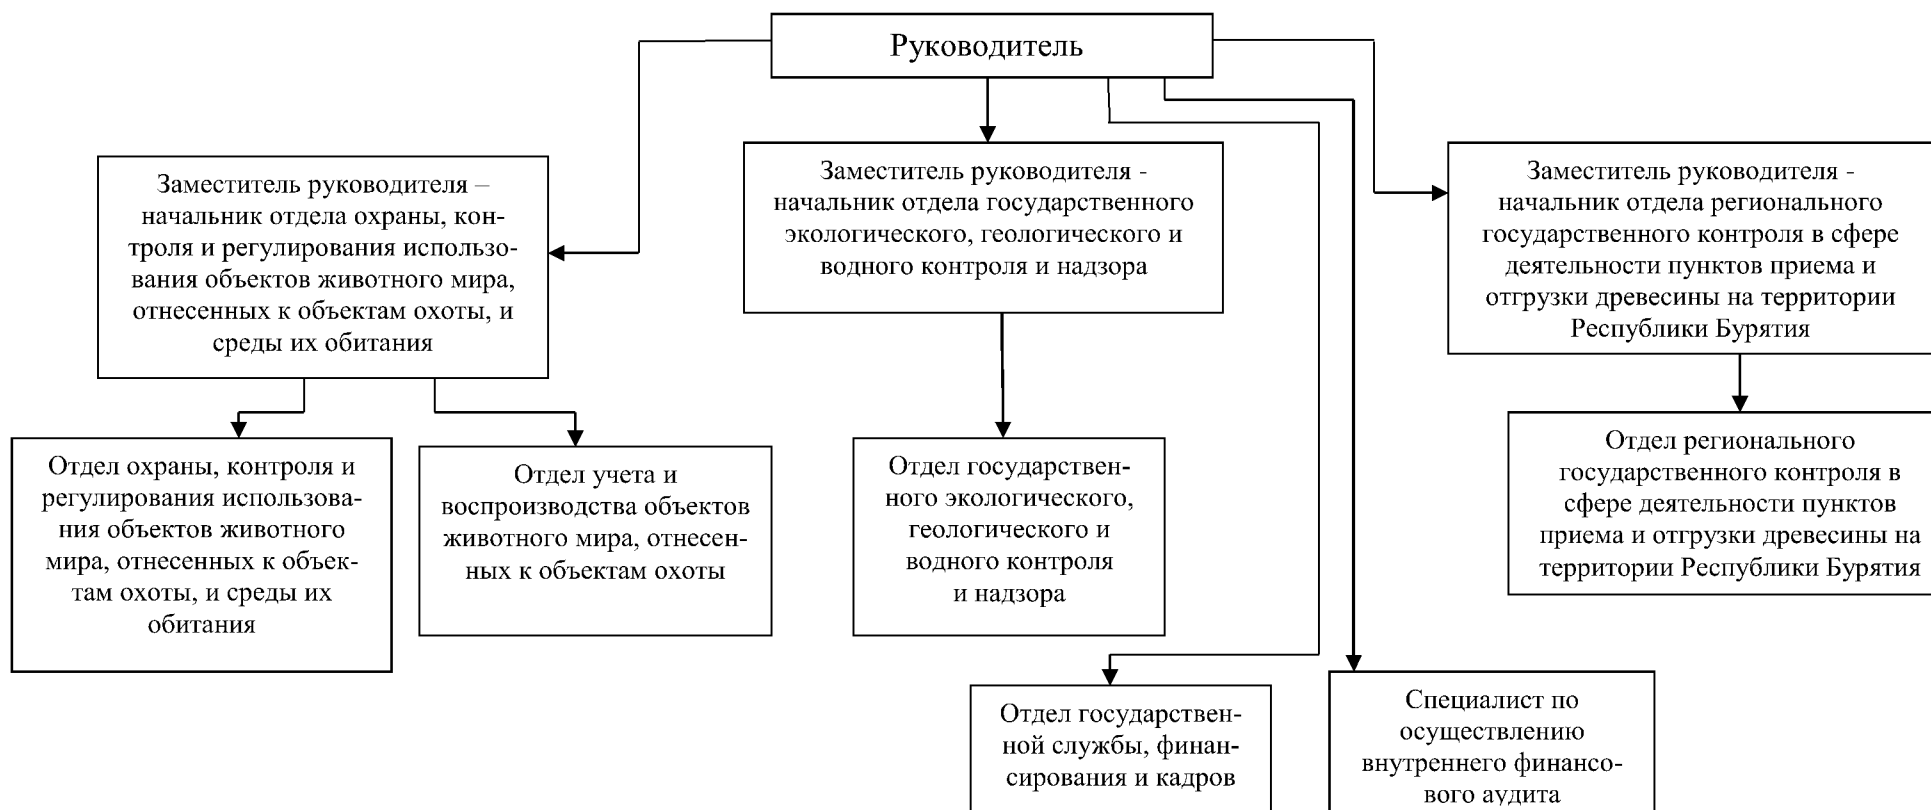 Руководитель
Заместитель руководителя –
начальник отдела охраны, кон-
троля и регулирования использо-
вания объектов животного мира,
отнесенных к объектам охоты, и
среды их обитания
Заместитель руководителя -
начальник отдела государственного
экологического, геологического и
водного контроля и надзора
Заместитель руководителя -
начальник отдела регионального
государственного контроля в сфере
деятельности пунктов приема и
отгрузки древесины на территории
Республики Бурятия
Отдел охраны, контроля и
регулирования использова-
ния объектов животного
мира, отнесенных к объек-
там охоты, и среды их
обитания
Отдел учета и
воспроизводства объектов
животного мира, отнесен-
ных к объектам охоты
Отдел государствен-
ного экологического,
геологического и
водного контроля
и надзора
Отдел регионального
государственного контроля в
сфере деятельности пунктов
приема и отгрузки древесины на
территории Республики Бурятия
Отдел государствен-
ной службы, финан-
сирования и кадров
Специалист по
осуществлению
внутреннего финансо-
вого аудита